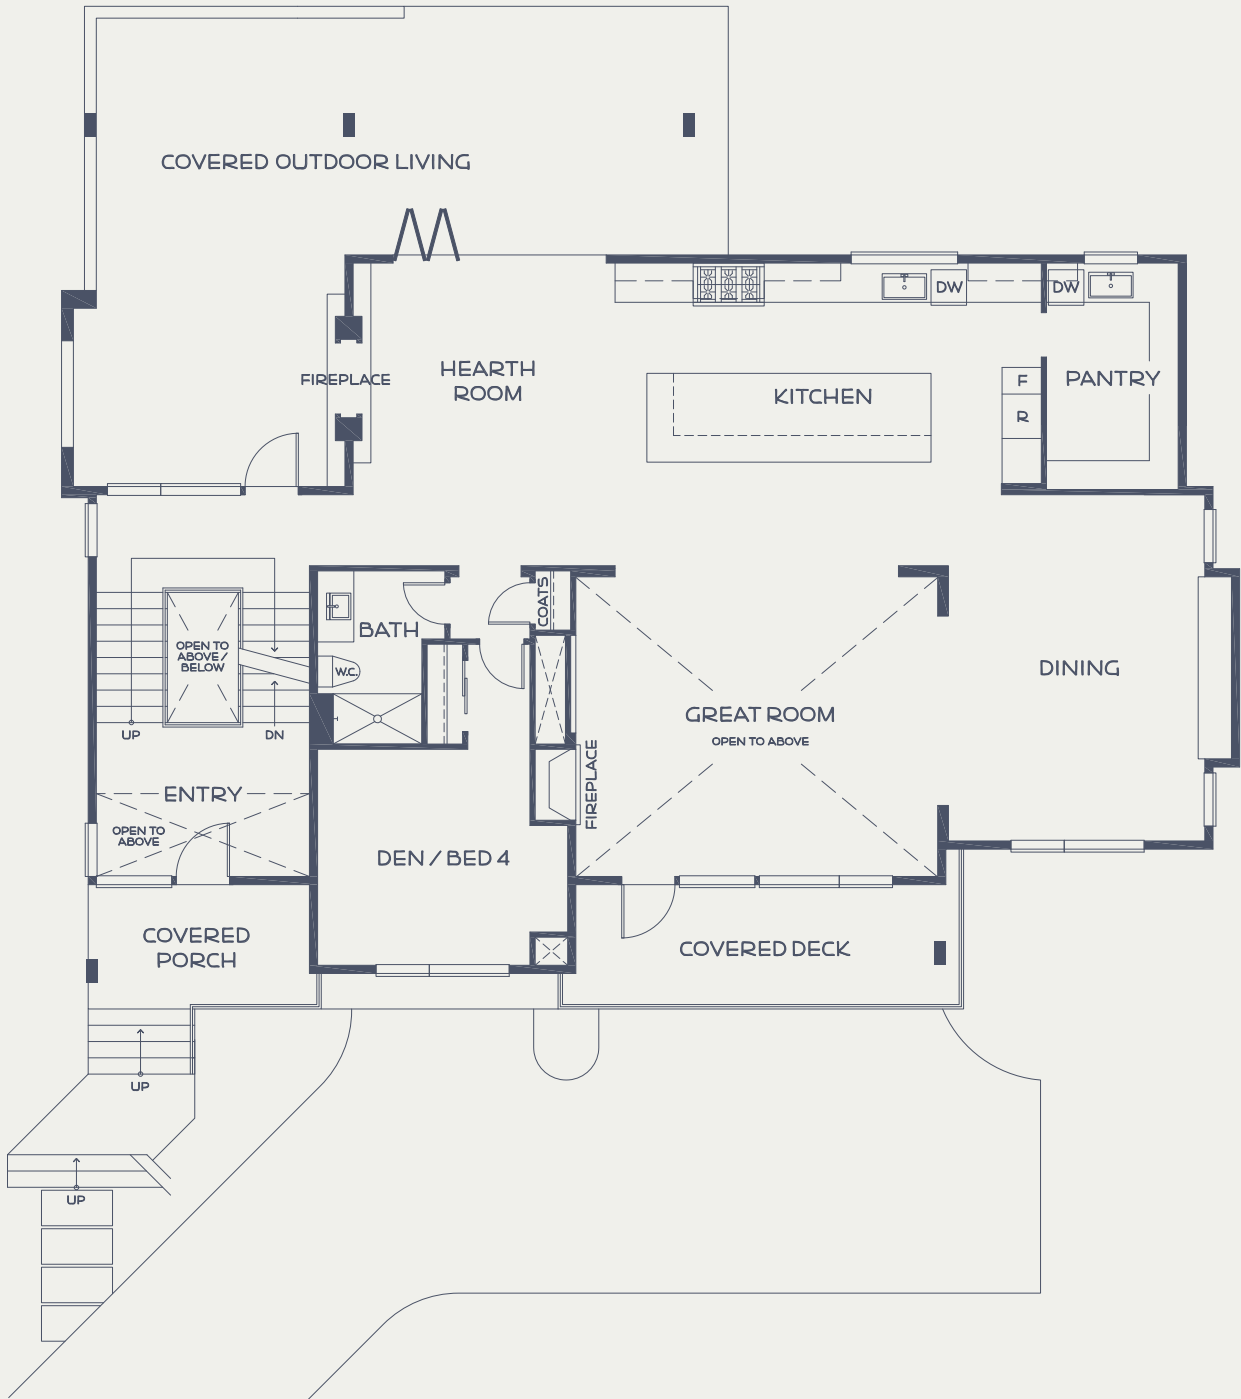 COVERED OUTDOOR LIVING
DW
DW
FIREPLACE
HEARTH
ROOM
KITCHEN
F
R
PANTRY
COATS
BATH
W.C.
OPEN TO
ABOVE/
BELOW
UP
DN
DINING
GREAT ROOM
OPEN TO ABOVE
FIREPLACE
ENTRY
OPEN TO
ABOVE
DEN / BED 4
COVERED
PORCH
COVERED DECK
UP
UP